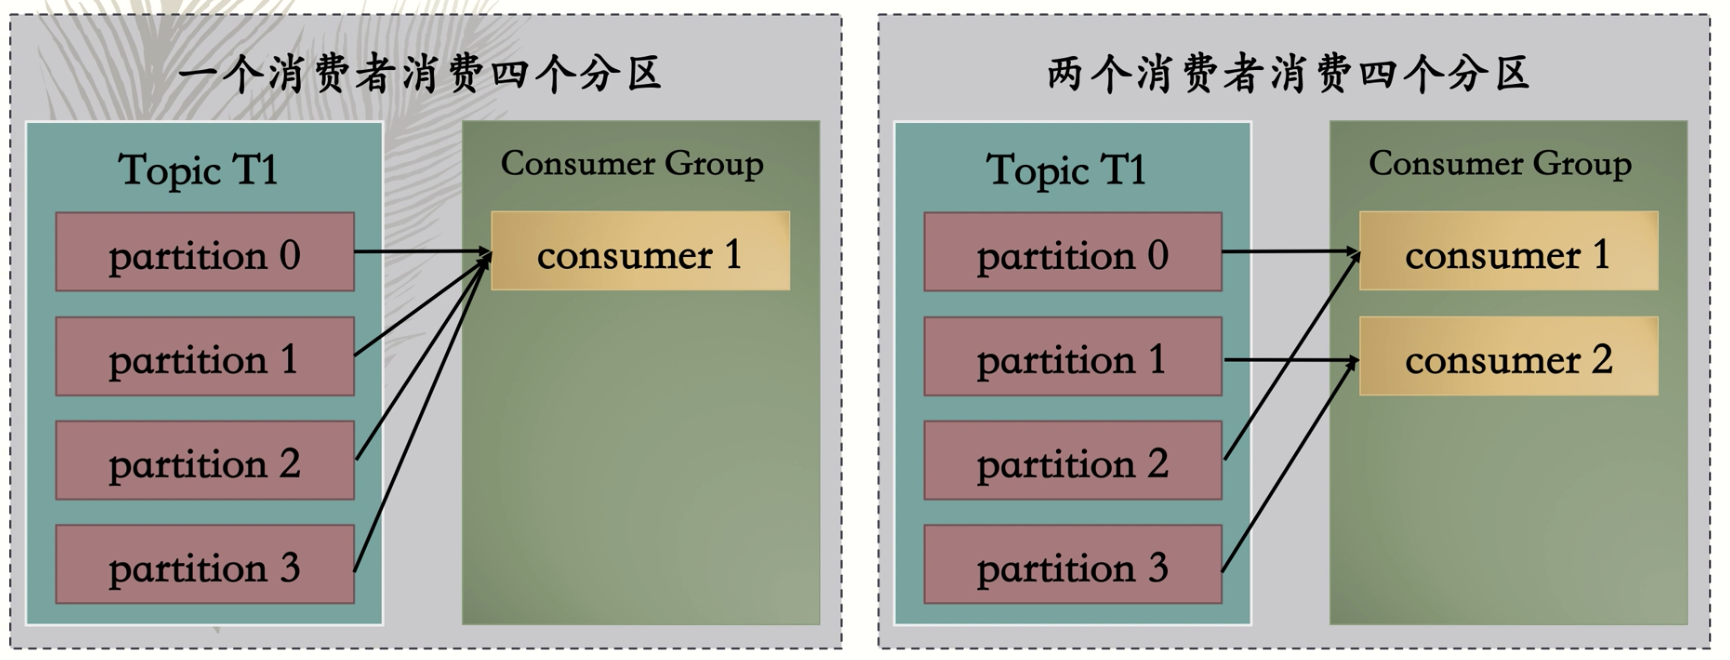 一个消费者消费四个分区
Topic T1
partition 0
partition 1
partition 2
partition 3
Consumer Group
consumer 1
两个消费者消费四个分区
Topic T1
partition 0
partition 1
partition 2
partition 3
Consumer Group
consumer 1
consumer 2